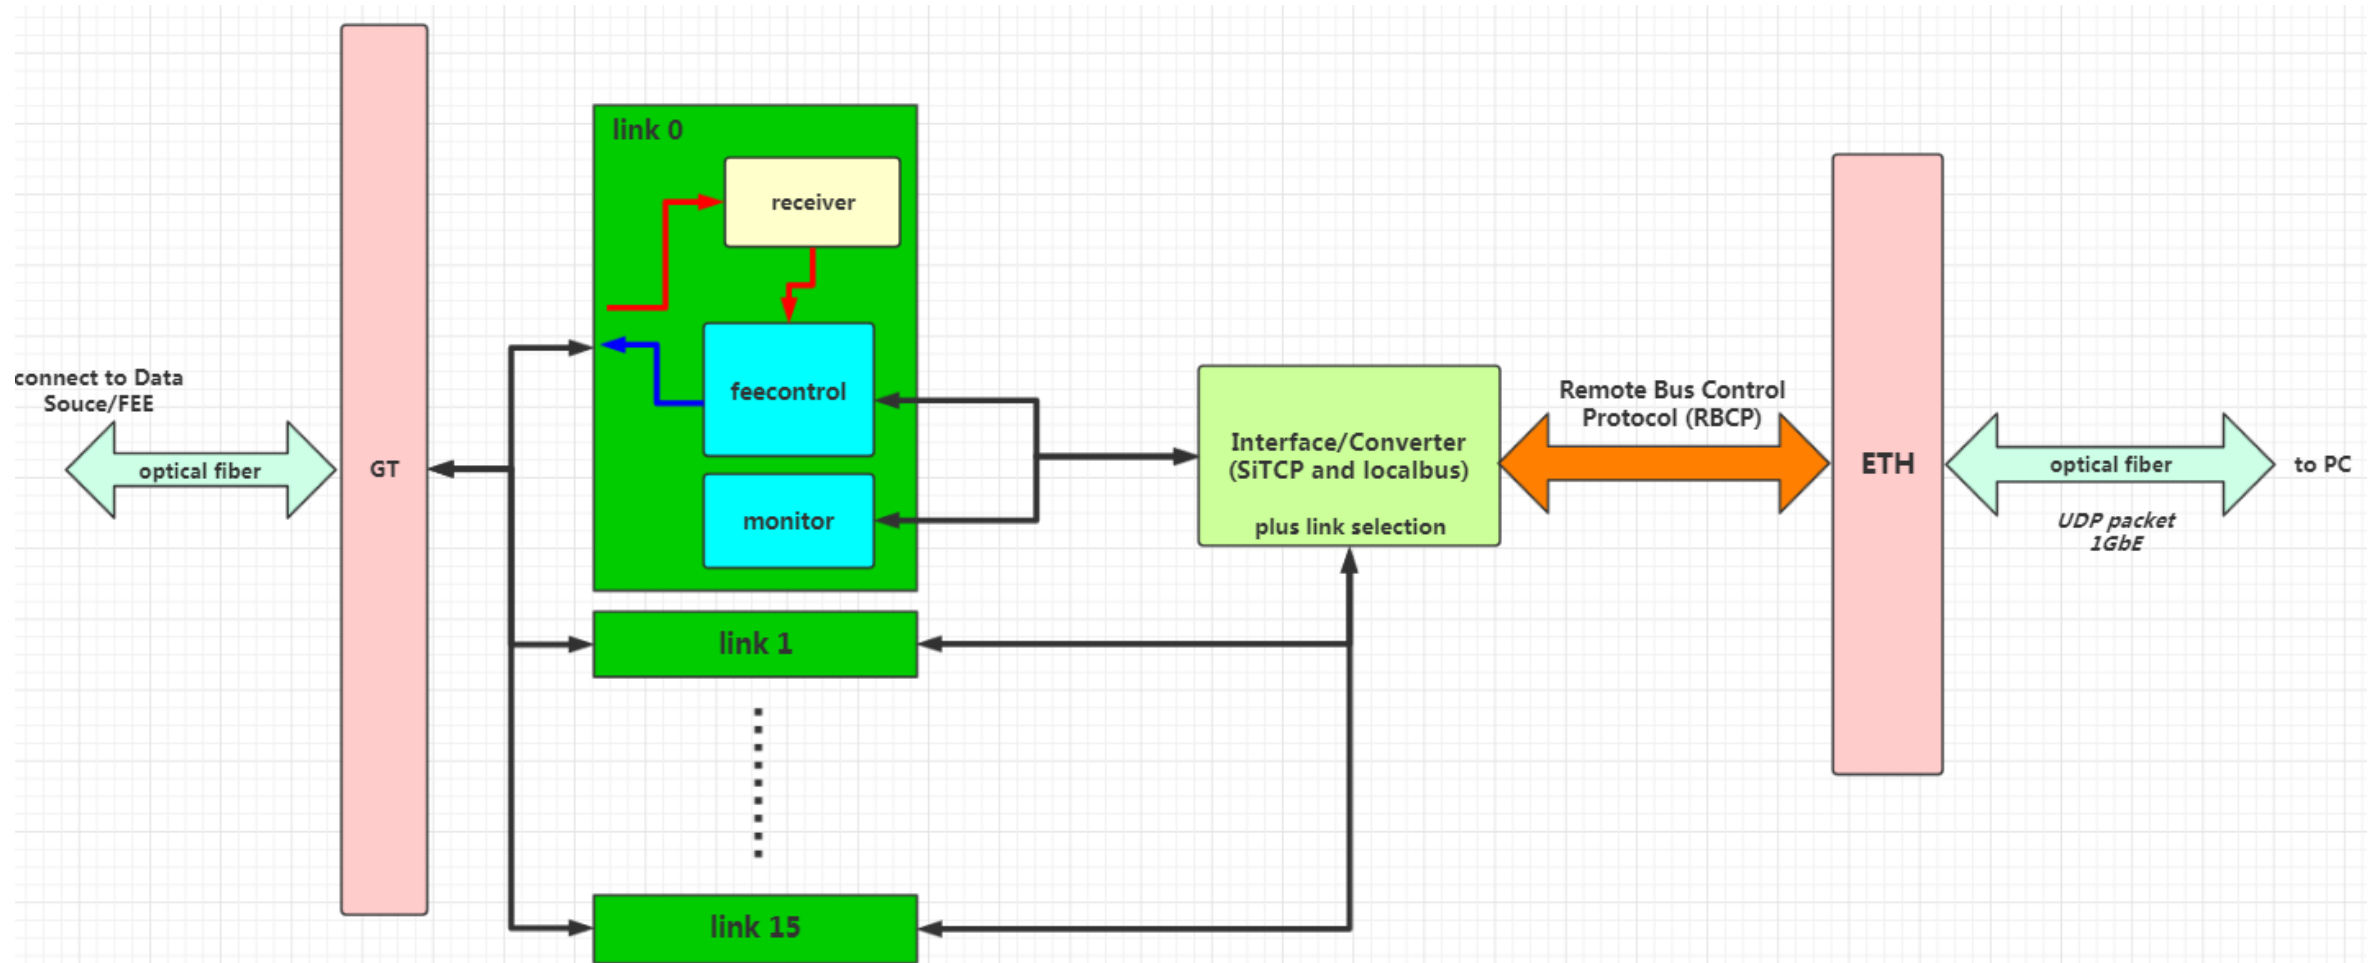 connect to Data
Souce/FEE
optical fiber
GT
link 0
receiver
feecontrol
monitor
link 1
link 15
Interface/Converter
(SiTCP and localbus)
plus link selection
Remote Bus Control
Protocol (RBCP)
ETH
optical fiber
to PC
UDP packet
1GbE